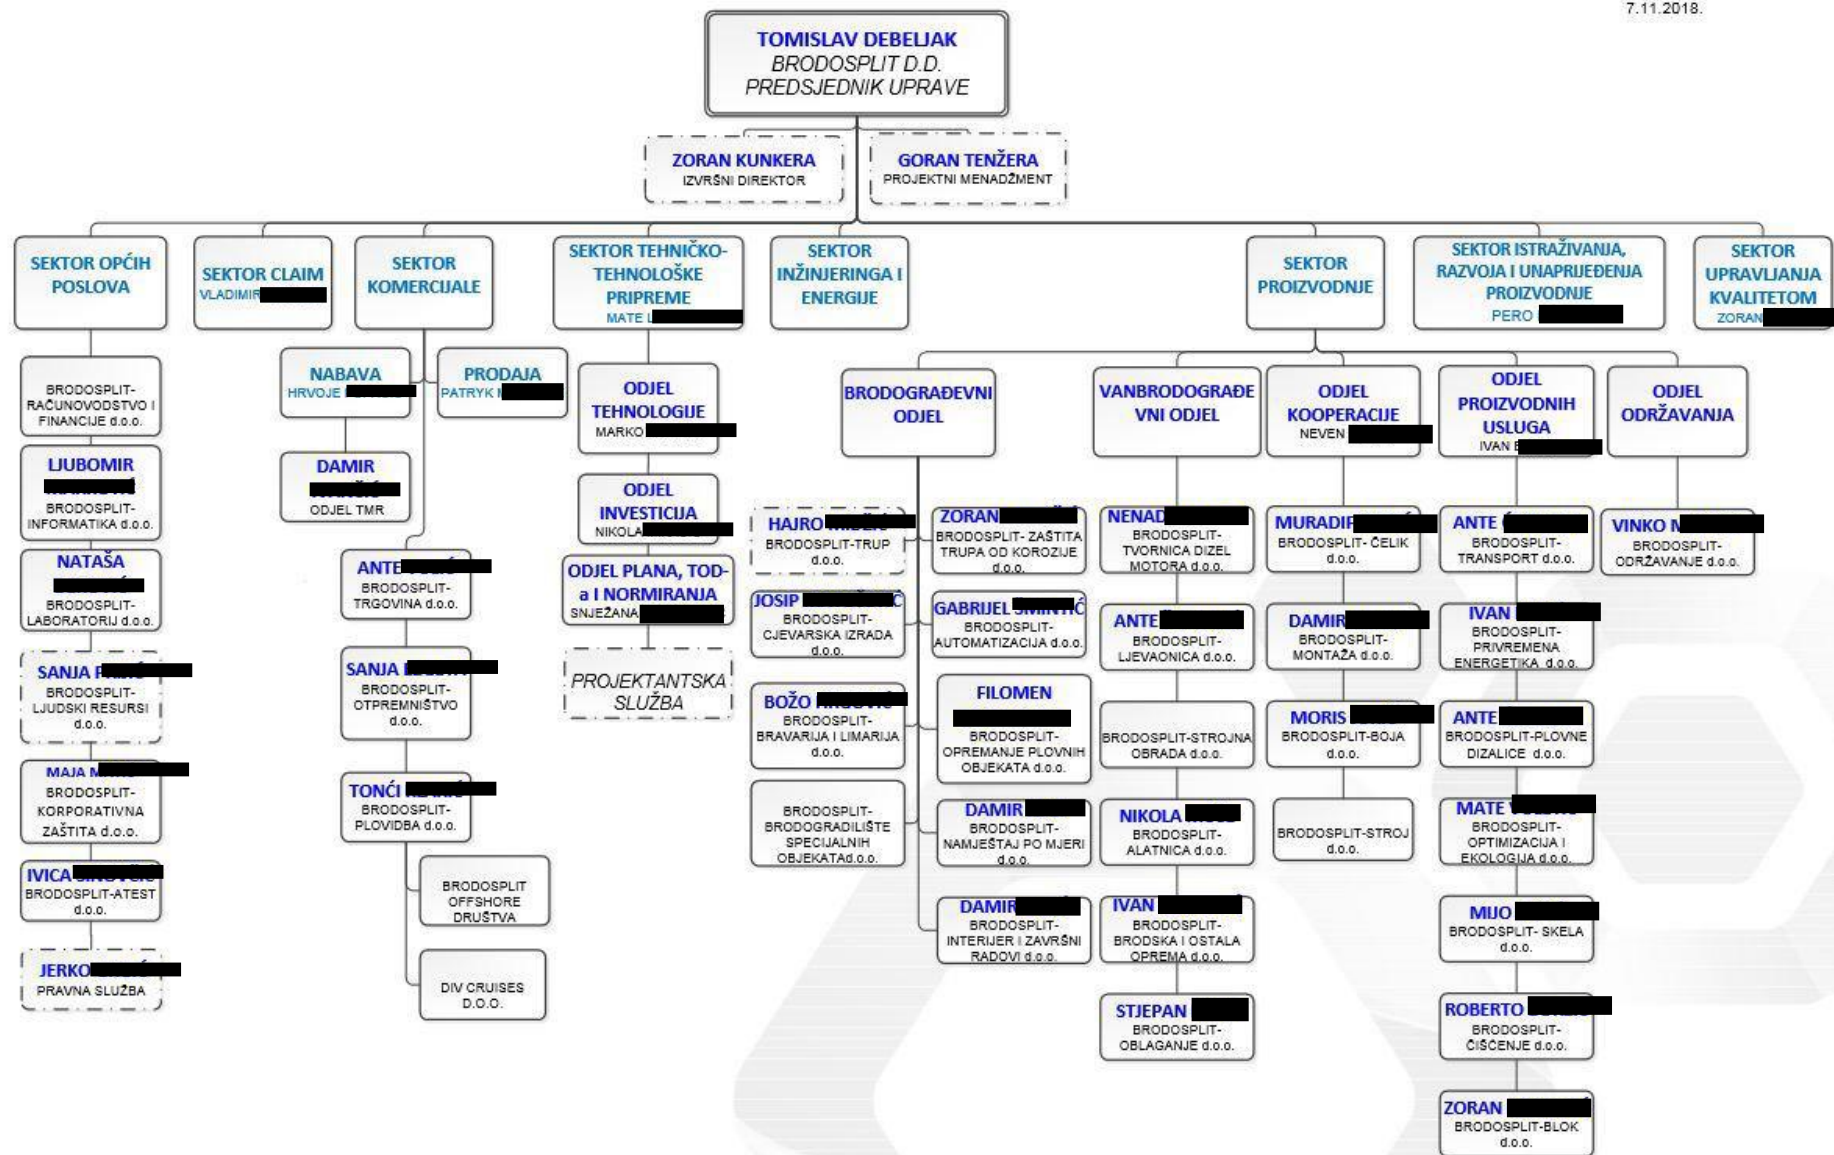 7.11.2018.
TOMISLAV DEBELJAK
BRODOSPLIT D.D.
PREDSJEDNIK UPRAVE
ZORAN KUNKERA
IZVRŠNI DIREKTOR
GORAN TENŽERA
PROJEKTNI MENADŽMENT
SEKTOR OPĆIH
POSLOVA
SEKTOR CLAIM
VLADIMIR
SEKTOR
KOMERCIJALE
SEKTOR TEHNIČKO-
TEHNOLOŠKE
PRIPREME
MATE
SEKTOR
INŽINJERINGA I
ENERGIJE
SEKTOR
PROIZVODNJE
SEKTOR ISTRAŽIVANJA,
RAZVOJA I UNAPRIJEĐENJA
PROIZVODNJE
PERO
SEKTOR
UPRAVLJANJA
KVALITETOM
ZORAN
BRODOSPLIT-
RAČUNOVODSTVO I
FINANCIJE d.o.o.
LJUBOMIR
BRODOSPLIT-
INFORMATIKA d.o.o.
NATAŠA
BRODOSPLIT-
LABORATORIJ d.o.o.
SANJA
BRODOSPLIT-
LJUDSKI RESURSI
d.o.o.
MAJA
BRODOSPLIT-
KORPORATIVNA
ZAŠTITA d.o.o.
IVICA
BRODOSPLIT-ATEST
d.o.o.
JERKO
PRAVNA SLUŽBA
NABAVA
HRVOJE
PRODAJA
PATRYK
DAMIR
ODJEL TMR
ANTE
BRODOSPLIT-
TRGOVINA d.o.o.
SANJA
BRODOSPLIT-
OTPREMNIŠTVO
d.o.o.
TONĆI
BRODOSPLIT-
PLOVIDBA d.o.o.
BRODOSPLIT
OFFSHORE
DRUŠTVA
DIV CRUISES
D.O.O.
ODJEL
TEHNOLOGIJE
MARKO
ODJEL
INVESTICIJA
NIKOLA
ODJEL PLANA, TOD-
a I NORMIRANJA
SNJEŽANA
PROJEKTANTSKA
SLUŽBA
BRODOGRAĐEVNI
ODJEL
HAJRO
BRODOSPLIT-TRUP
d.o.o.
ZORAN
BRODOSPLIT- ZAŠTITA
TRUPA OD KOROZIJE
d.o.o.
JOSIP
BRODOSPLIT-
CJEVARSKA IZRADA
d.o.o.
GABRIJEL
BRODOSPLIT-
AUTOMATIZACIJA d.o.o.
BOŽO
BRODOSPLIT-
BRAVARIJA I LIMARIJA
d.o.o.
FILOMEN
BRODOSPLIT-
OPREMANJE PLOVNIH
OBJEKATA d.o.o.
BRODOSPLIT-
BRODOGRADILIŠTE
SPECIJALNIH
OBJEKATAd.o.o.
DAMIR
BRODOSPLIT-
NAMJEŠTAJ PO MJERI
d.o.o.
DAMIR
BRODOSPLIT-
INTERIJER I ZAVRŠNI
RADOVI d.o.o.
VANBRODOGRAĐE
VNI ODJEL
NENAD
BRODOSPLIT-
TVORNICA DIZEL
MOTORA d.o.o.
ANTE
BRODOSPLIT-
LJEVAONICA d.o.o.
BRODOSPLIT-STROJNA
OBRADA d.o.o.
NIKOLA
BRODOSPLIT-
ALATNICA d.o.o.
IVAN
BRODOSPLIT-
BRODSKA I OSTALA
OPREMA d.o.o.
STJEPAN
BRODOSPLIT-
OBLAGANJE d.o.o.
ODJEL
KOOPERACIJE
NEVEN
MURADIF
BRODOSPLIT- ČELIK
d.o.o.
DAMIR
BRODOSPLIT-
MONTAŽA d.o.o.
MORIS
BRODOSPLIT-BOJA
d.o.o.
BRODOSPLIT-STROJ
d.o.o.
ODJEL
PROIZVODNIH
USLUGA
IVAN
ANTE
BRODOSPLIT-
TRANSPORT d.o.o.
IVAN
BRODOSPLIT-
PRIVREMENA
ENERGETIKA d.o.o.
ANTE
BRODOSPLIT-PLOVNE
DIZALICE d.o.o.
MATE
BRODOSPLIT-
OPTIMIZACIJA I
EKOLOGIJA d.o.o.
MIJO
BRODOSPLIT- SKELA
d.o.o.
ROBERTO
BRODOSPLIT-
ČIŠĆENJE d.o.o.
ZORAN
BRODOSPLIT-BLOK
d.o.o.
ODJEL
ODRŽAVANJA
VINKO
BRODOSPLIT-
ODRŽAVANJE d.o.o.